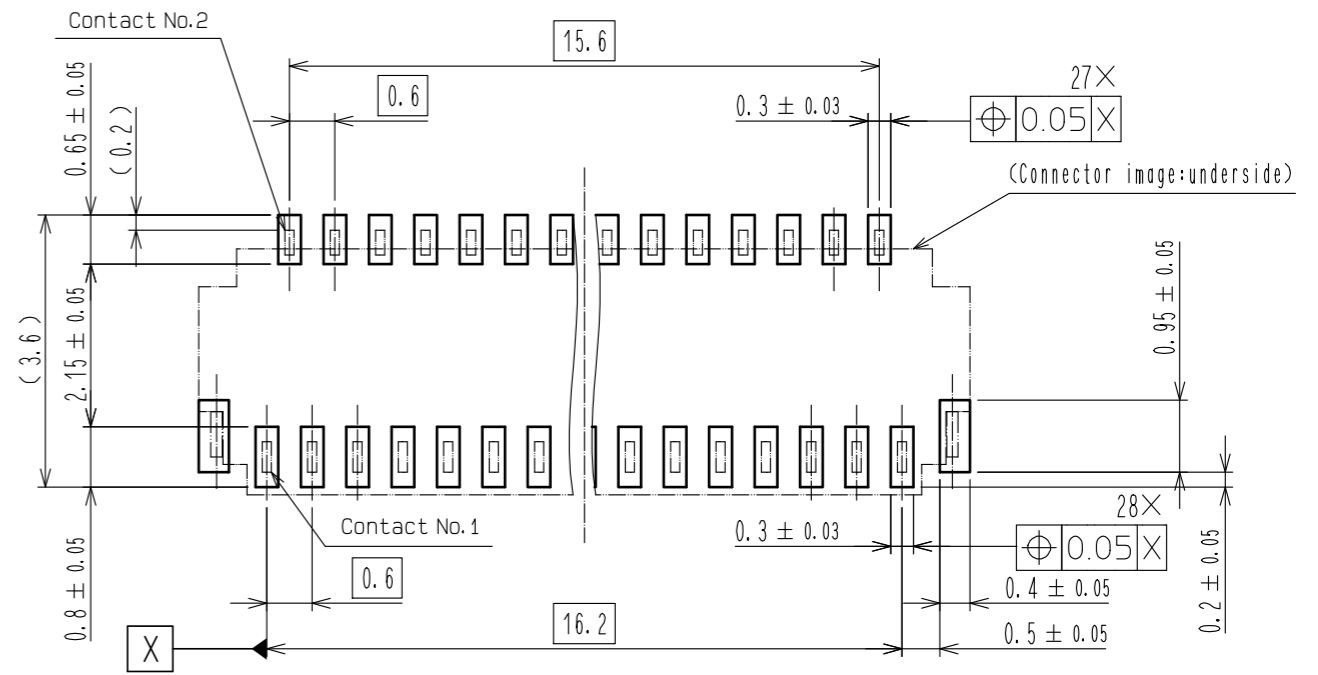 Contact No.2
15.6
0.6
0.3 ± 0.03
27X
⌖ 0.05 X
(Connector image:underside)
0.65 ± 0.05
(0.2)
(3.6)
2.15 ± 0.05
0.95 ± 0.05
Contact No.1
0.3 ± 0.03
28X
⌖ 0.05 X
0.8 ± 0.05
0.6
0.4 ± 0.05
0.2 ± 0.05
X
16.2
0.5 ± 0.05